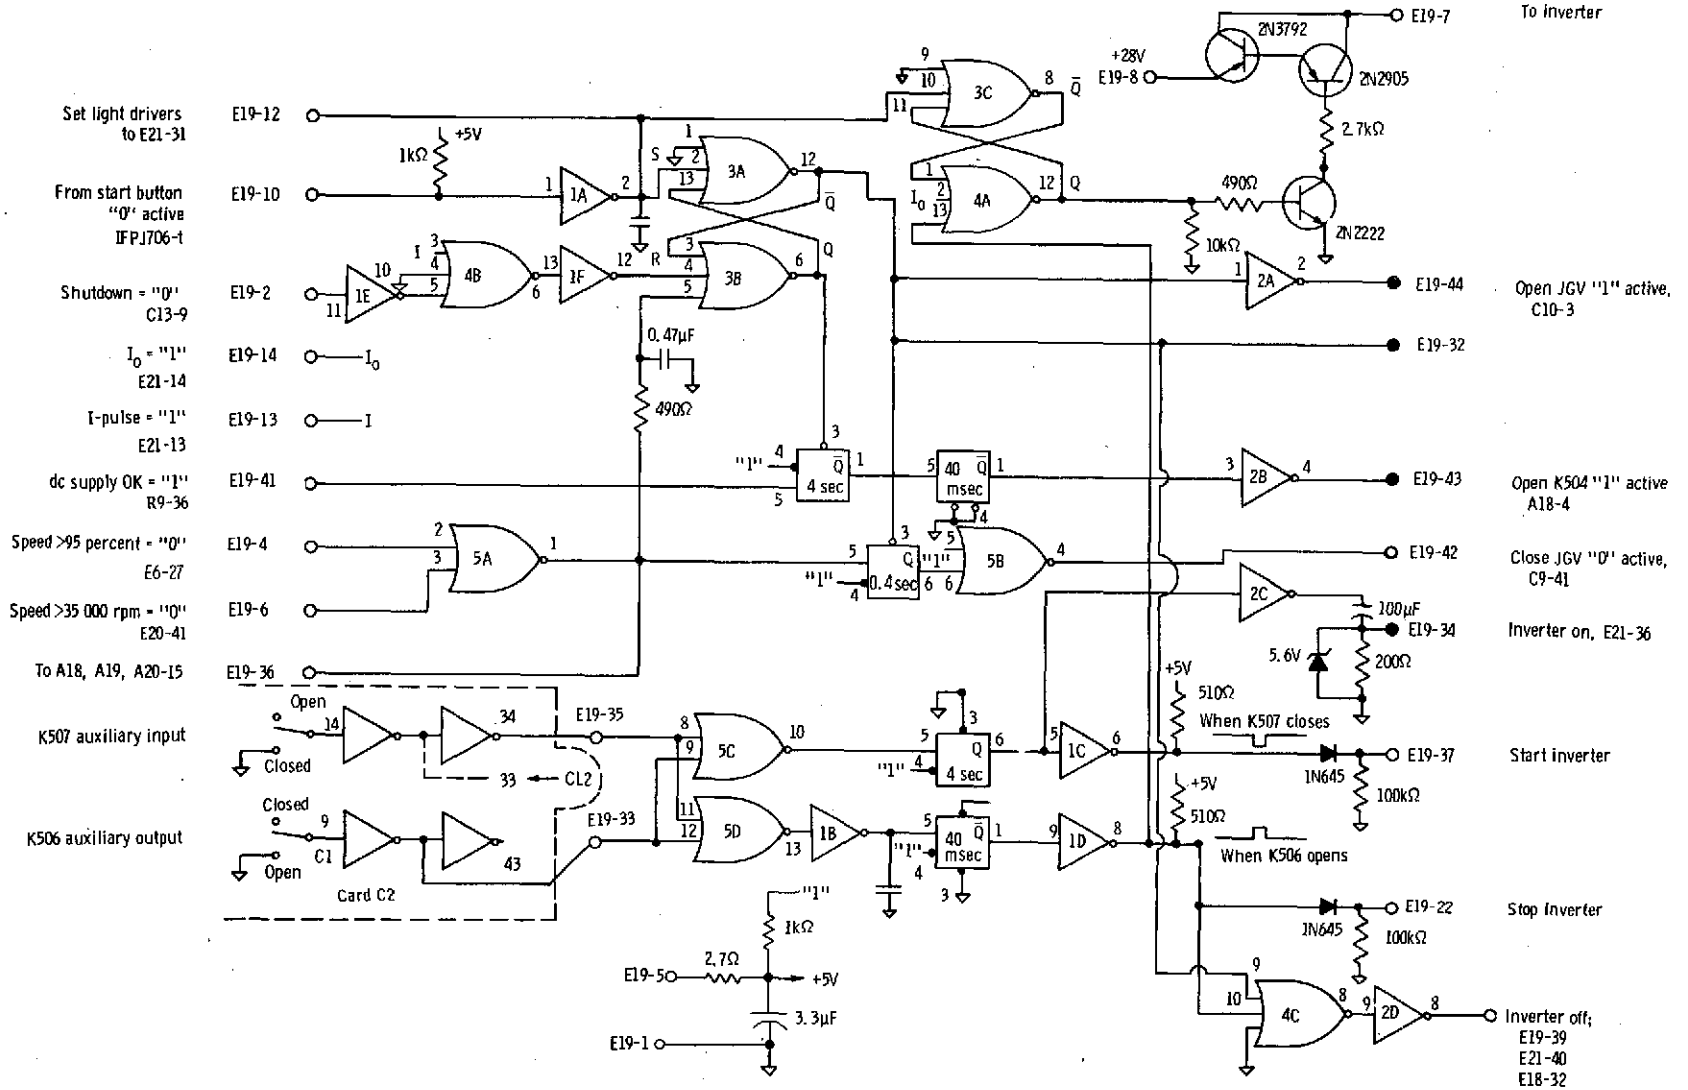 E19-7
To inverter
2N3792
+28V
E19-8
2N2905
9
10
11
3C
8
Q̄
Set light drivers
to E21-31
E19-12
+5V
1kΩ
2.7kΩ
From start button
"0" active
IFPJ706-t
E19-10
1
1A
2
S
1
2
13
3A
12
Q̄
1
I₀
2
13
4A
12
Q
490Ω
2N2222
10kΩ
Shutdown = "0"
C13-9
E19-2
11
1E
10
I
3
4
5
4B
6
13
1F
12
R
3
4
5
3B
6
Q
1
2A
2
E19-44
Open JGV "1" active,
C10-3
I₀ = "1"
E21-14
E19-14
I₀
0.47µF
490Ω
E19-32
I-pulse = "1"
E21-13
E19-13
I
dc supply OK = "1"
R9-36
E19-41
"1"
4
5
3
Q̄
4 sec
1
5
40
msec
Q̄
1
4
3
2B
4
E19-43
Open K504 "1" active
A18-4
Speed >95 percent = "0"
E6-27
E19-4
2
3
5A
1
5
"1"
4
3
Q
0.4sec
6
"1"
5
6
5B
4
E19-42
Close JGV "0" active,
C9-41
Speed >35 000 rpm = "0"
E20-41
E19-6
2C
100µF
E19-34
Inverter on, E21-36
5.6V
200Ω
To A18, A19, A20-15
E19-36
K507 auxiliary input
Open
Closed
14
34
33
CL2
E19-35
8
9
5C
10
5
"1"
4
3
Q
4 sec
6
5
1C
6
+5V
510Ω
When K507 closes
1N645
E19-37
Start inverter
100kΩ
K506 auxiliary output
Closed
Open
9
C1
43
Card C2
E19-33
11
12
5D
13
1B
5
"1"
4
3
40
msec
Q̄
1
9
1D
8
+5V
510Ω
When K506 opens
1N645
E19-22
Stop inverter
100kΩ
"1"
1kΩ
2.7Ω
E19-5
+5V
3.3µF
E19-1
9
10
4C
8
9
2D
8
Inverter off;
E19-39
E21-40
E18-32